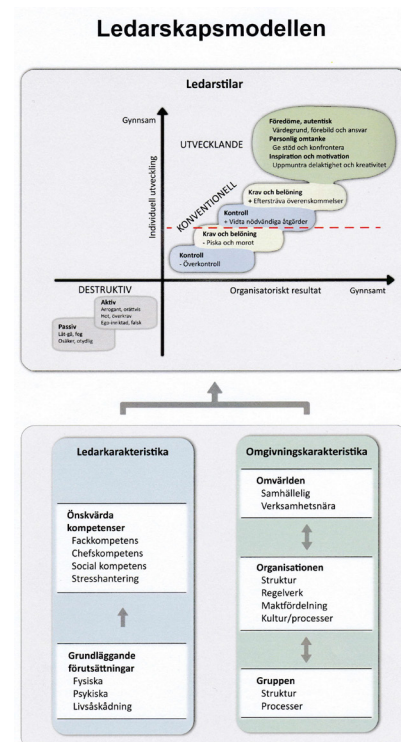 Ledarskapsmodellen
Ledarstilar
Gynnsam
Individuell utveckling
UTVECKLANDE
Föredöme, autentisk
Värdegrund, förebild och ansvar
Personlig omtanke
Ge stöd och konfrontera
Inspiration och motivation
Uppmuntra delaktighet och kreativitet
KONVENTIONELL
Krav och belöning
+ Eftersträva överenskommelser
Kontroll
+ Vidta nödvändiga åtgärder
Krav och belöning
- Piska och morot
Kontroll
- Överkontroll
DESTRUKTIV
Organisatoriskt resultat
Gynnsamt
Aktiv
Arrogant, orättvis
Hot, överkrav
Ego-inriktad, falsk
Passiv
Låt-gå, feg
Osäker, otydlig
Ledarkarakteristika
Önskvärda
kompetenser
Fackkompetens
Chefskompetens
Social kompetens
Stresshantering
Grundläggande
förutsättningar
Fysiska
Psykiska
Livsåskådning
Omgivningskarakteristika
Omvärlden
Samhällelig
Verksamhetsnära
Organisationen
Struktur
Regelverk
Maktfördelning
Kultur/processer
Gruppen
Struktur
Processer